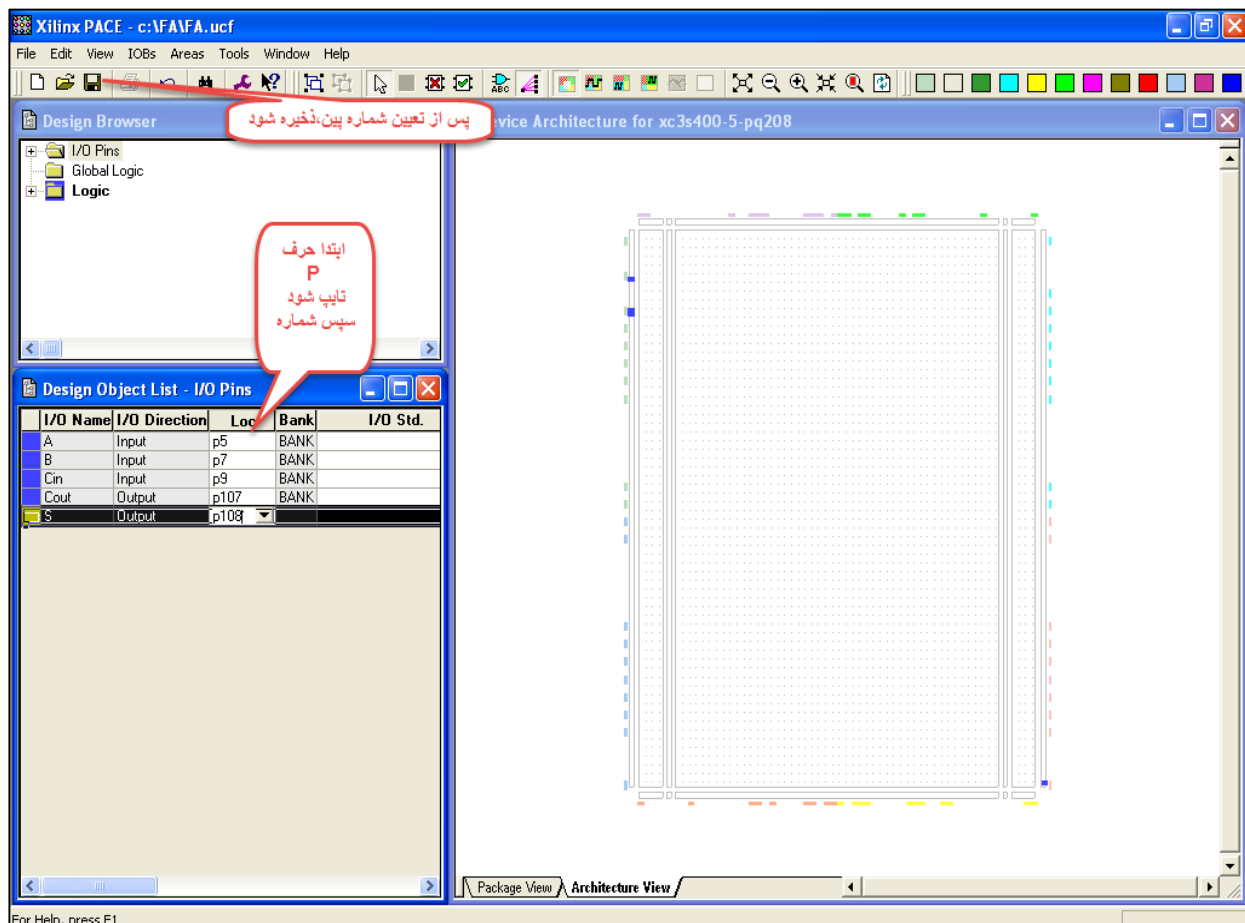 Xilinx PACE - c:\FA\FA.ucf
File Edit View IOBs Areas Tools Window Help
ABC
پس از تعیین شماره پین،ذخیره شود
Design Browser
evice Architecture for xc3s400-5-pq208
I/O Pins
Global Logic
Logic
ابتدا حرف
P
تایپ شود
سپس شماره
Design Object List - I/O Pins
I/O Name I/O Direction Loc Bank I/O Std.
A Input p5 BANK
B Input p7 BANK
Cin Input p9 BANK
Cout Output p107 BANK
S Output p108
Package View Architecture View
For Help, press F1